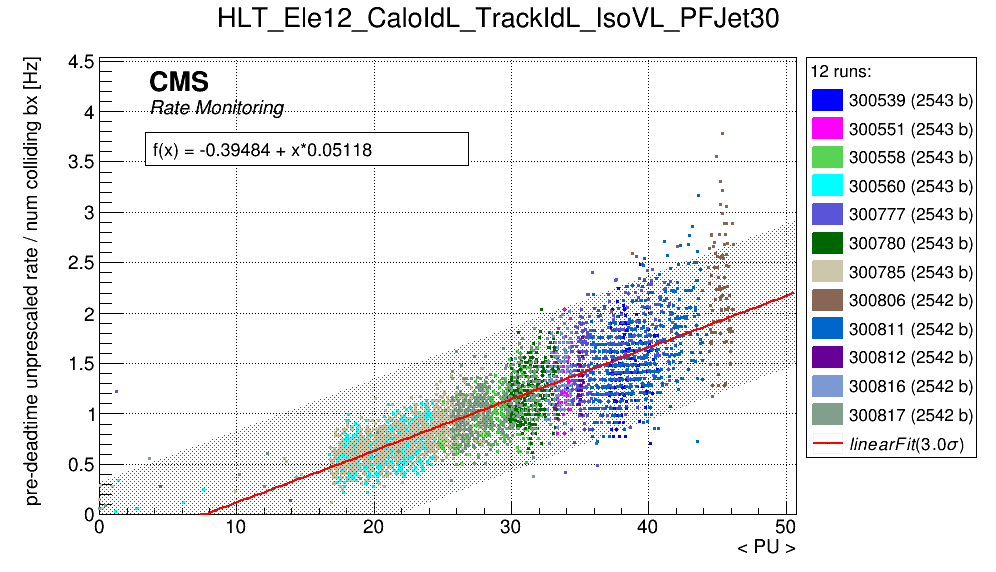 HLT_Ele12_CaloIdL_TrackIdL_IsoVL_PFJet30
pre-deadtime unprescaled rate / num colliding bx [Hz]
4.5
4
3.5
3
2.5
2
1.5
1
0.5
0
CMS
Rate Monitoring
f(x) = -0.39484 + x*0.05118
0
10
20
30
40
50
< PU >
12 runs:
300539 (2543 b)
300551 (2543 b)
300558 (2543 b)
300560 (2543 b)
300777 (2543 b)
300780 (2543 b)
300785 (2543 b)
300806 (2542 b)
300811 (2542 b)
300812 (2542 b)
300816 (2542 b)
300817 (2542 b)
linearFit(3.0σ)